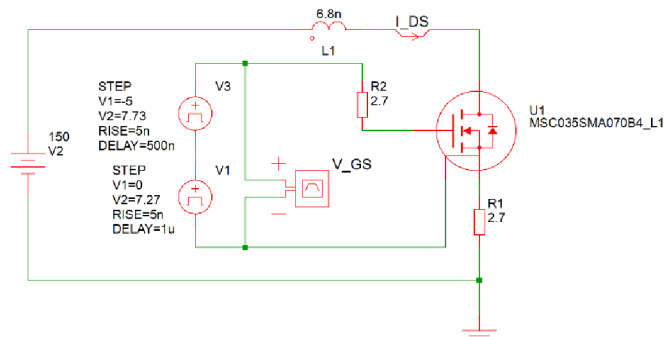 6.8n
I_DS
L1
STEP
V1=-5
V2=7.73
RISE=5n
DELAY=500n
V3
R2
2.7
U1
MSC035SMA070B4_L1
150
V2
STEP
V1=0
V2=7.27
RISE=5n
DELAY=1u
V1
+
V_GS
−
R1
2.7